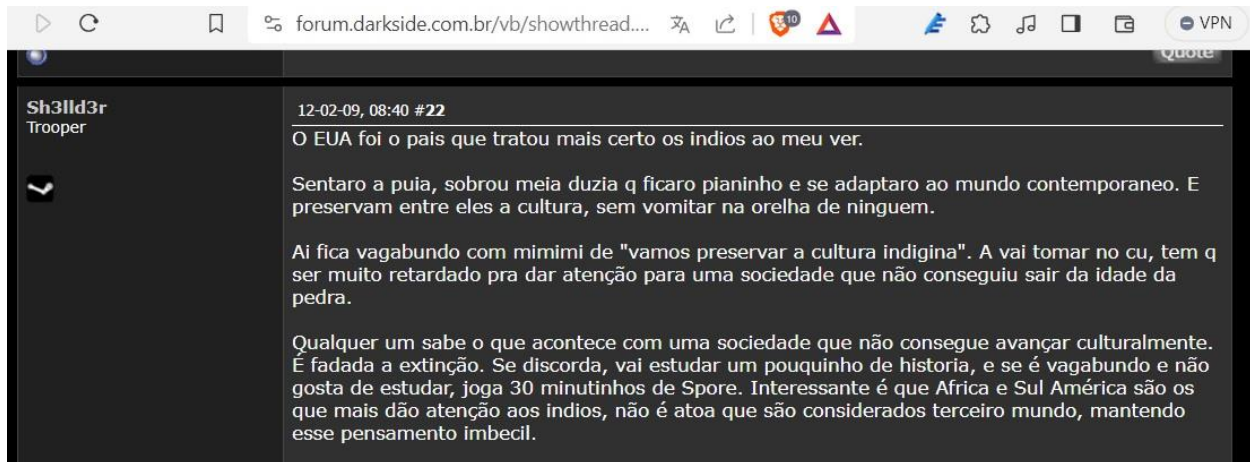 forum.darkside.com.br/vb/showthread....
10
VPN
Quote
Sh3lld3r
Trooper
12-02-09, 08:40 #22
O EUA foi o pais que tratou mais certo os indios ao meu ver.
Sentaro a puia, sobrou meia duzia q ficaro pianinho e se adaptaro ao mundo contemporaneo. E
preservam entre eles a cultura, sem vomitar na orelha de ninguem.
Ai fica vagabundo com mimimi de "vamos preservar a cultura indigina". A vai tomar no cu, tem q
ser muito retardado pra dar atenção para uma sociedade que não conseguiu sair da idade da
pedra.
Qualquer um sabe o que acontece com uma sociedade que não consegue avançar culturalmente.
É fadada a extinção. Se discorda, vai estudar um pouquinho de historia, e se é vagabundo e não
gosta de estudar, joga 30 minutinhos de Spore. Interessante é que Africa e Sul América são os
que mais dão atenção aos indios, não é atoa que são considerados terceiro mundo, mantendo
esse pensamento imbecil.